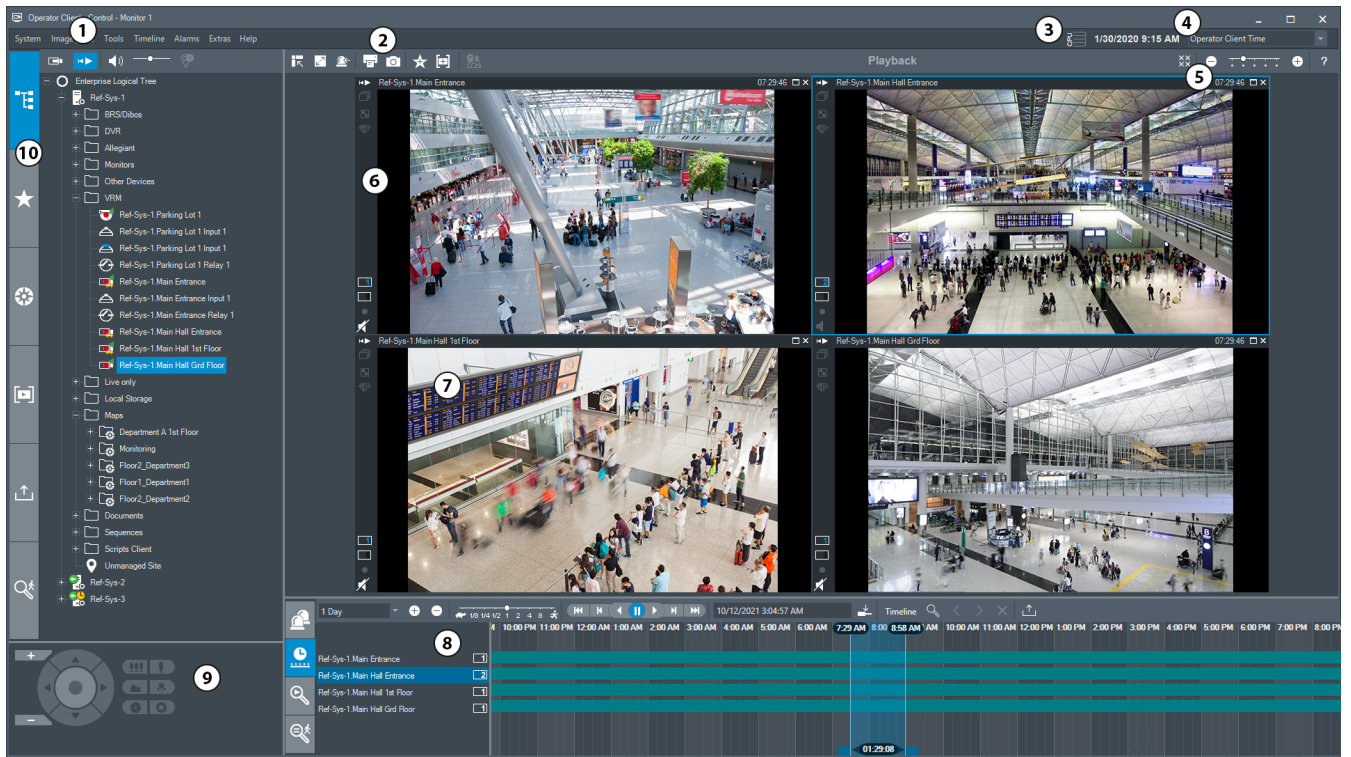 Operator Client - Control - Monitor 1
1
2
3
4
System Image Tools Timeline Alarms Extras Help
1/30/2020 9:15 AM Operator Client Time
Playback
5
?
Enterprise Logical Tree
Ref-Sys-1
BRS/Dibos
DVR
Allegiant
Monitors
Other Devices
VRM
Ref-Sys-1.Parking Lot 1
Ref-Sys-1.Parking Lot 1 Input 1
Ref-Sys-1.Parking Lot 1 Input 1
Ref-Sys-1.Parking Lot 1 Relay 1
Ref-Sys-1.Main Entrance
Ref-Sys-1.Main Entrance Input 1
Ref-Sys-1.Main Entrance Relay 1
Ref-Sys-1.Main Hall Entrance
Ref-Sys-1.Main Hall 1st Floor
Ref-Sys-1.Main Hall Grd Floor
Live only
Local Storage
Maps
Department A 1st Floor
Monitoring
Floor2_Department3
Floor1_Department1
Floor2_Department2
Documents
Sequences
Scripts Client
Unmanaged Site
Ref-Sys-2
Ref-Sys-3
10
Ref-Sys-1.Main Entrance 07:29:46
Ref-Sys-1.Main Hall Entrance 07:29:46
6
1
2
Ref-Sys-1.Main Hall 1st Floor
Ref-Sys-1.Main Hall Grd Floor 07:29:46
7
B
1
1
9
1 Day
1/8 1/4 1/2 1 2 4 8
10/12/2021 3:04:57 AM
Timeline
8
M 10:00 PM 11:00 PM 12:00 AM 1:00 AM 2:00 AM 3:00 AM 4:00 AM 5:00 AM 6:00 AM 7:29 AM 8:00 8:58 AM AM 10:00 AM 11:00 AM 12:00 PM 1:00 PM 2:00 PM 3:00 PM 4:00 PM 5:00 PM 6:00 PM 7:00 PM 8:00 PM
Ref-Sys-1.Main Entrance 1
Ref-Sys-1.Main Hall Entrance 2
Ref-Sys-1.Main Hall 1st Floor 1
Ref-Sys-1.Main Hall Grd Floor 1
01:29:08